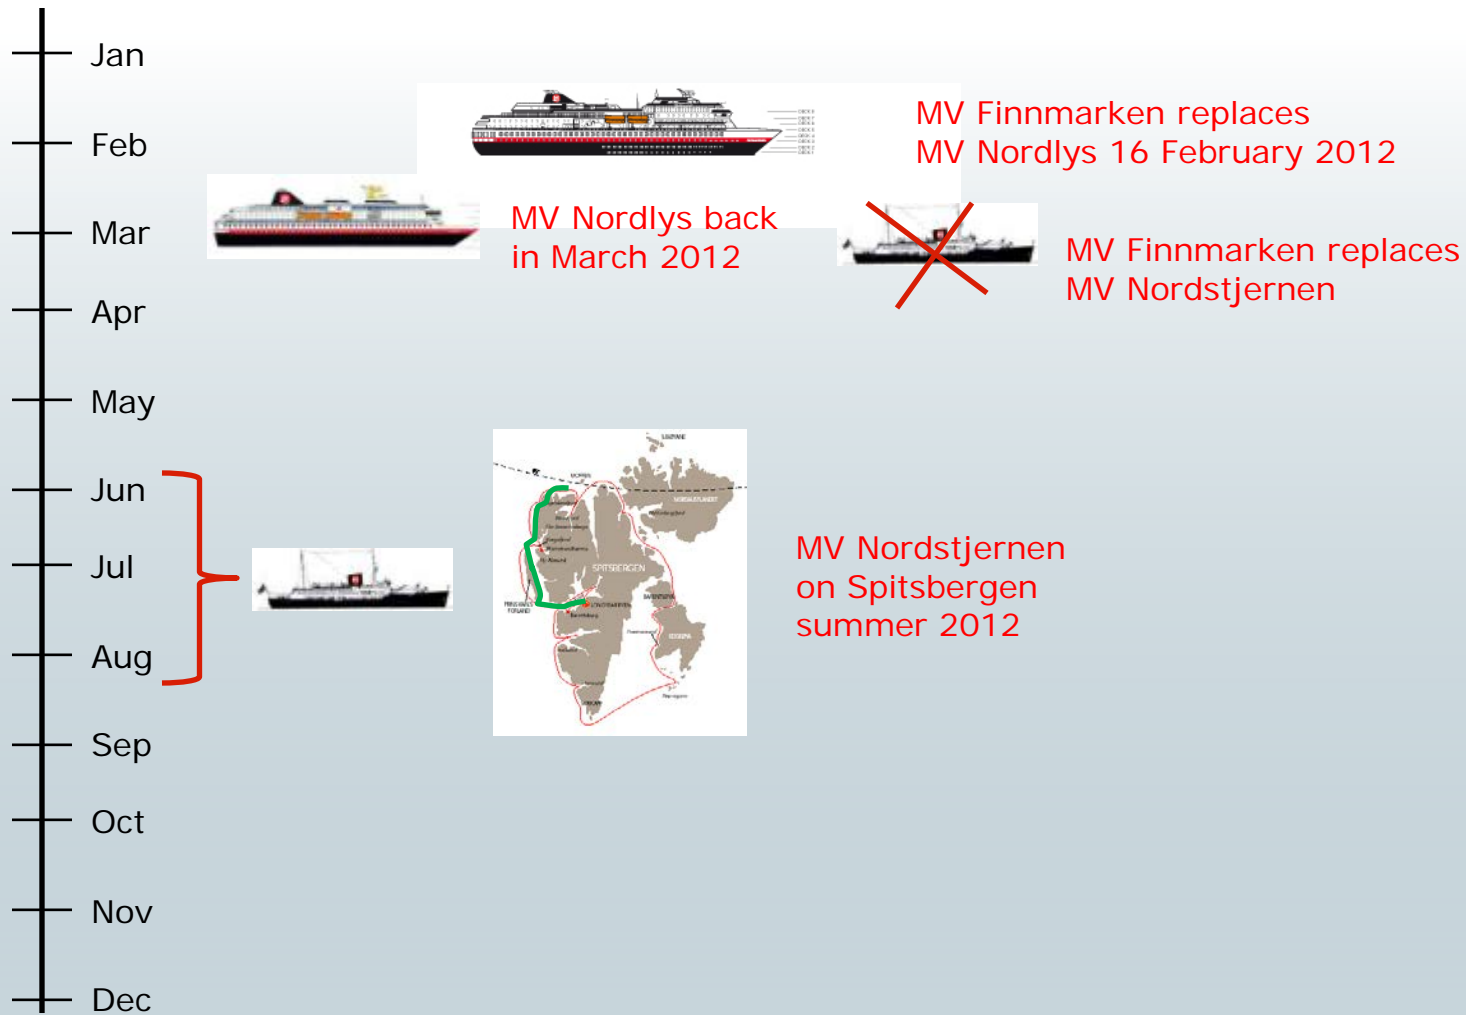 Jan
Feb
MV Finnmarken replaces
MV Nordlys 16 February 2012
Mar
MV Nordlys back
in March 2012
MV Finnmarken replaces
MV Nordstjernen
Apr
May
Jun
Jul
Aug
SPITSBERGEN
MV Nordstjernen
on Spitsbergen
summer 2012
Sep
Oct
Nov
Dec